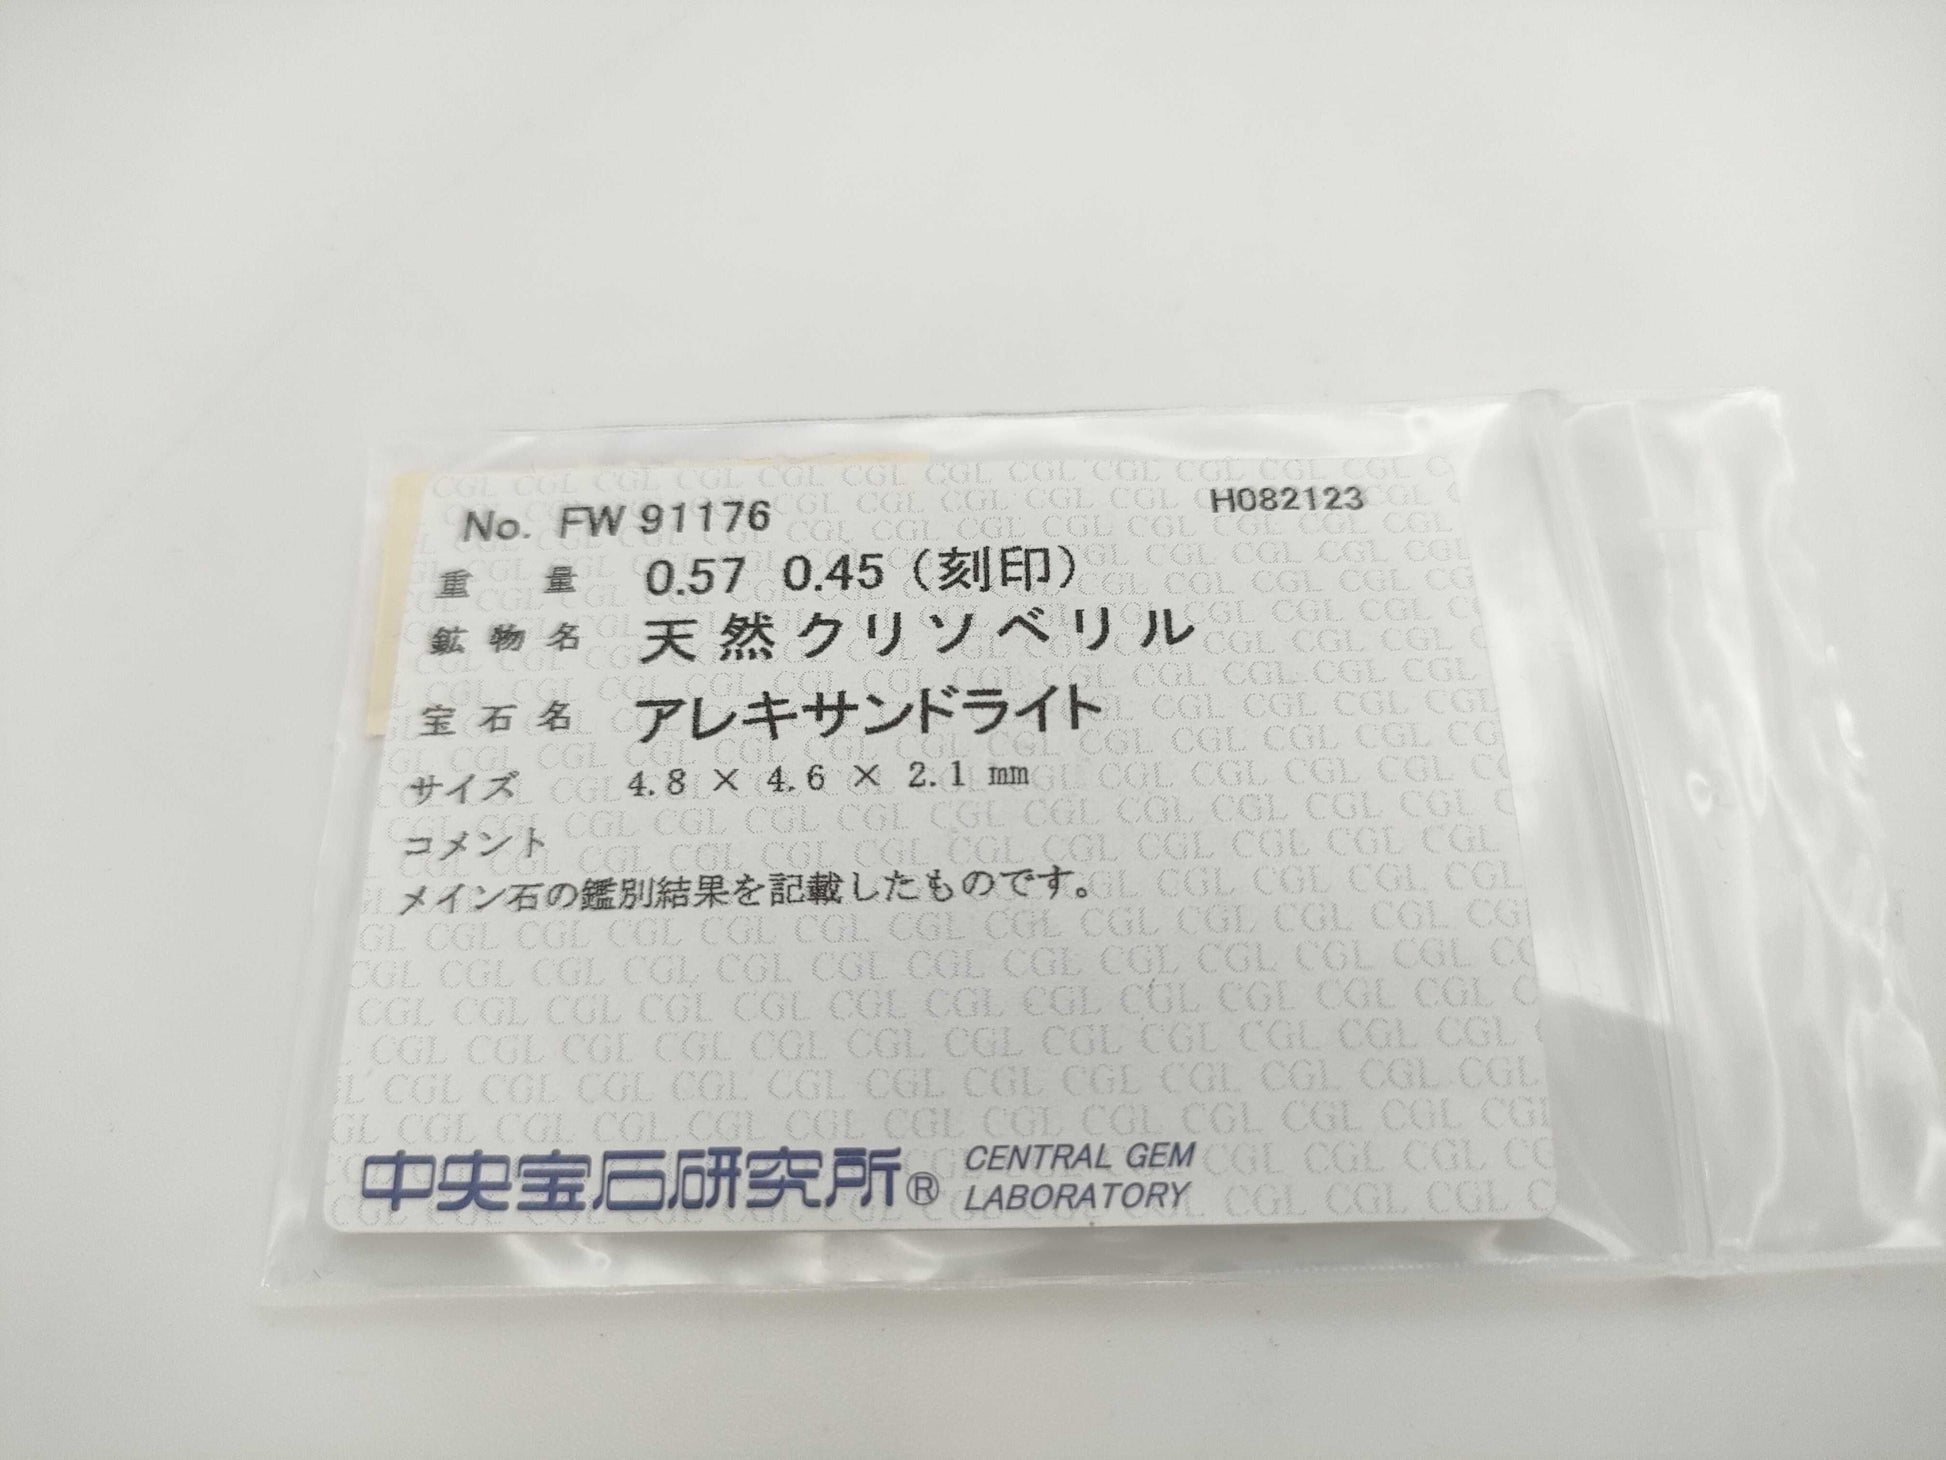 No. FW 91176 H082123
重量 0.57 0.45 (刻印)
鉱物名 天然クリソベリル
宝石名 アレキサンドライト
サイズ 4.8 × 4.6 × 2.1 mm
コメント
メイン石の鑑別結果を記載したものです。
中央宝石研究所® CENTRAL GEM
LABORATORY